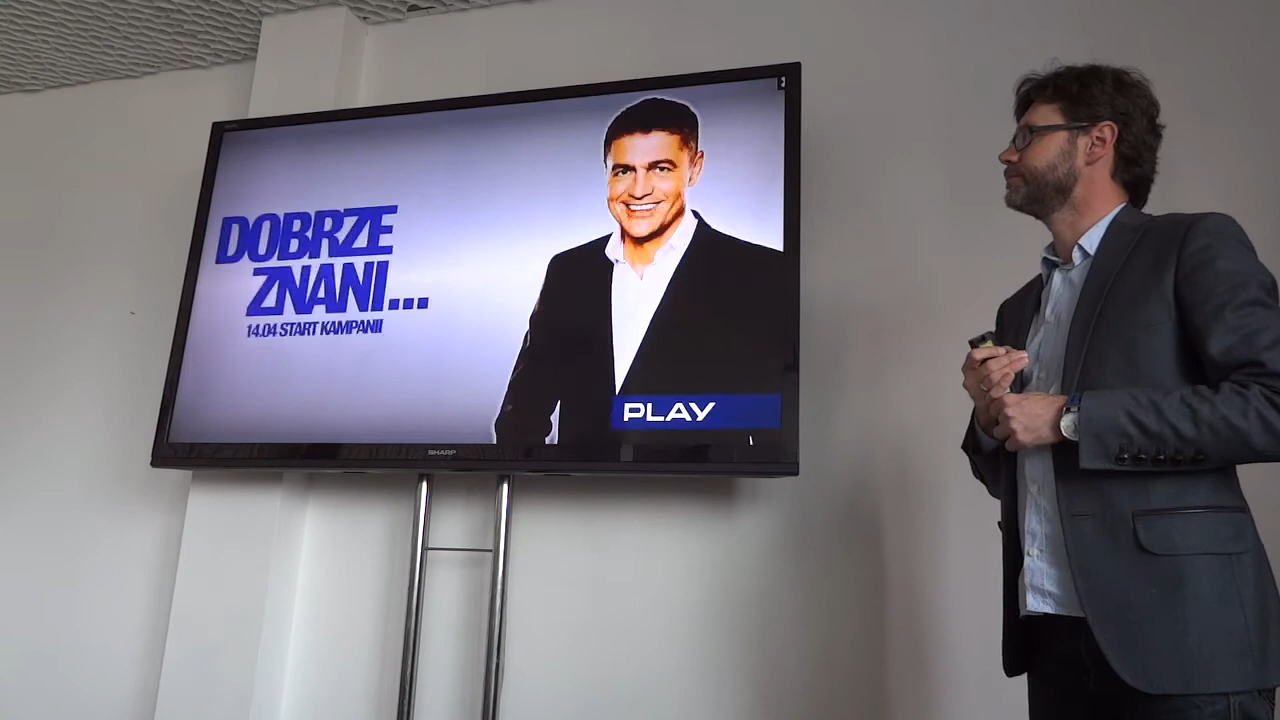 DOBRZE
ZNANI...
14.04 START KAMPANII
PLAY
SHARP